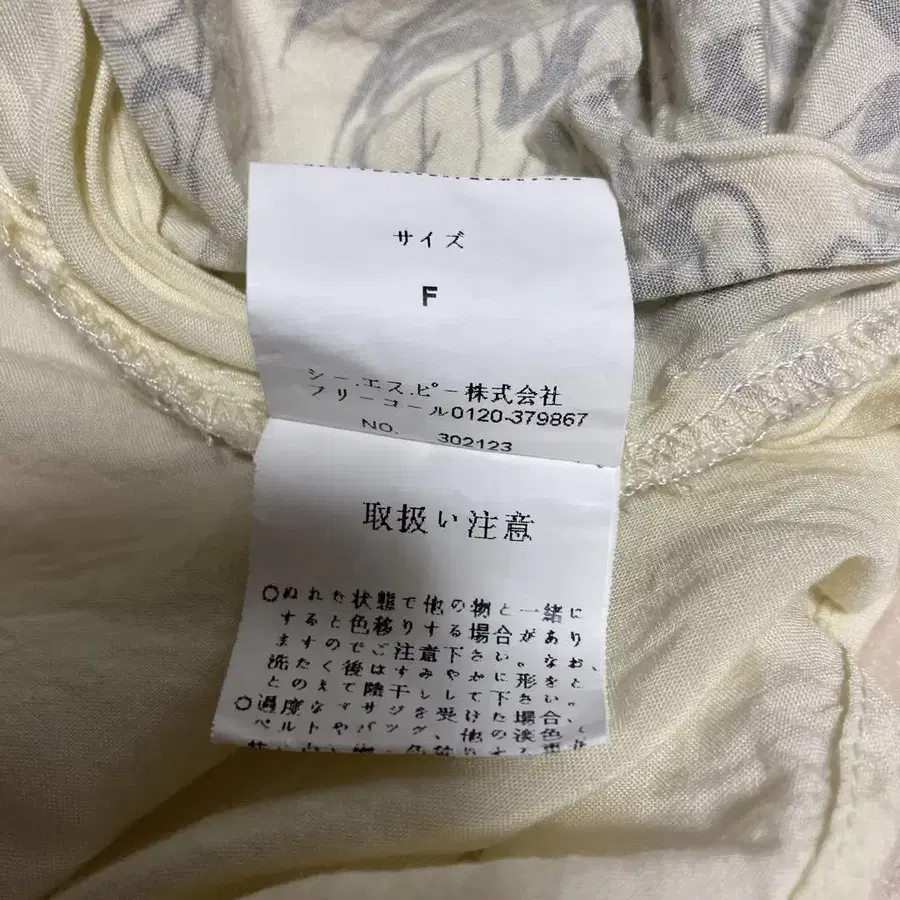 サイズ
F
シー.エス.ピー株式会社
フリーコール0120-379867
NO. 302123
取扱い注意
○ぬれた状態で他の物と一緒に
すると色移りする場合があり
ますのでご注意下さい。なお、
洗たく後はすみやかに形をと
とのえて陰干しして下さい。
○過度なマサジを受けた場合、
ベルトやバッグ、他の淡色